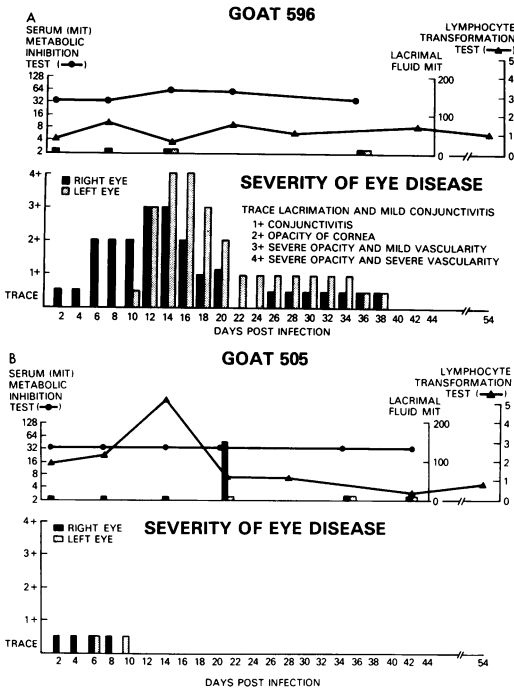 A
GOAT 596
SERUM (MIT)
METABOLIC
INHIBITION
TEST ( )
LYMPHOCYTE
TRANSFORMATION
TEST ( )
LACRIMAL
FLUID MIT
128
64
32
16
8
4
2
200
100
0
5
4
3
2
1
0
RIGHT EYE
LEFT EYE
SEVERITY OF EYE DISEASE
TRACE LACRIMATION AND MILD CONJUNCTIVITIS
1+ CONJUNCTIVITIS
2+ OPACITY OF CORNEA
3+ SEVERE OPACITY AND MILD VASCULARITY
4+ SEVERE OPACITY AND SEVERE VASCULARITY
4+
3+
2+
1+
TRACE
2 4 6 8 10 12 14 16 18 20 22 24 26 28 30 32 34 36 38 40 42 44 54
DAYS POST INFECTION
B
GOAT 505
SERUM (MIT)
METABOLIC
INHIBITION
TEST ( )
LYMPHOCYTE
TRANSFORMATION
TEST ( )
LACRIMAL
FLUID MIT
128
64
32
16
8
4
2
200
100
0
5
4
3
2
1
0
RIGHT EYE
LEFT EYE
SEVERITY OF EYE DISEASE
4+
3+
2+
1+
TRACE
2 4 6 8 10 12 14 16 18 20 22 24 26 28 30 32 34 36 38 40 42 44 54
DAYS POST INFECTION